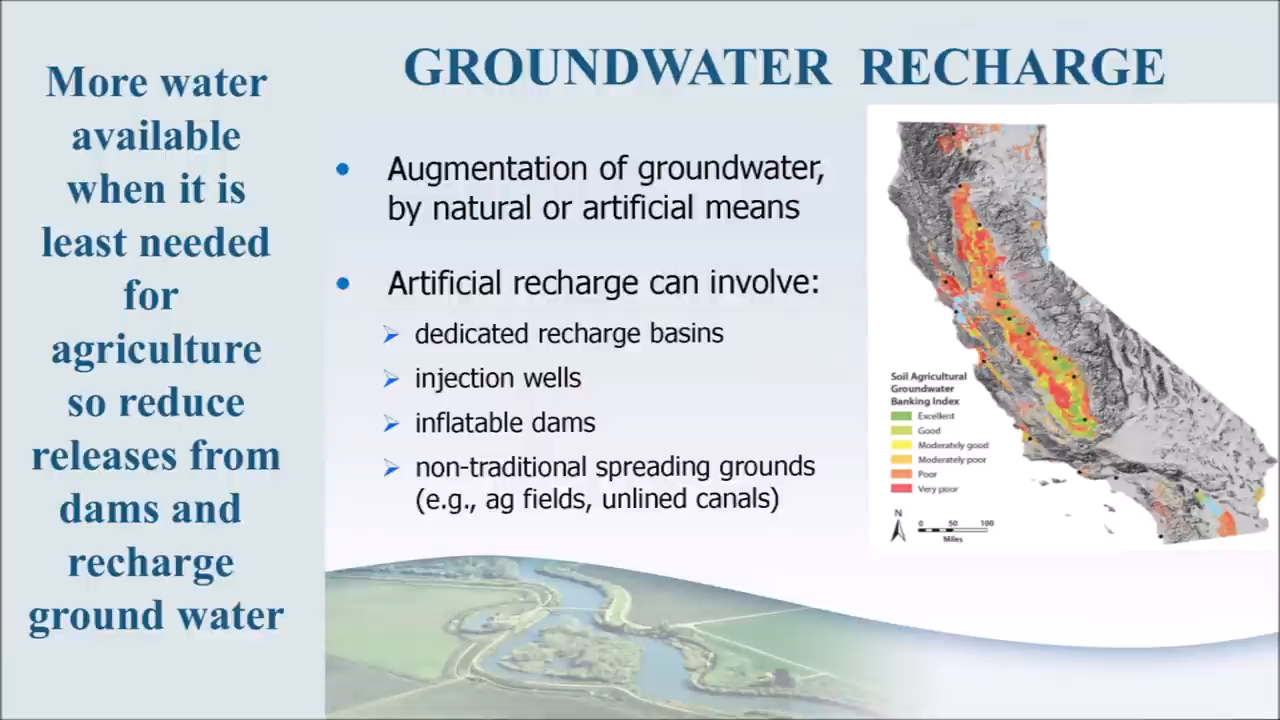 GROUNDWATER RECHARGE
More water
available
when it is
least needed
for
agriculture
so reduce
releases from
dams and
recharge
ground water
• Augmentation of groundwater,
by natural or artificial means
• Artificial recharge can involve:
➢ dedicated recharge basins
➢ injection wells
➢ inflatable dams
➢ non-traditional spreading grounds
(e.g., ag fields, unlined canals)
Soil Agricultural
Groundwater
Banking Index
Excellent
Good
Moderately good
Moderately poor
Poor
Very poor
N
0 50 100
Miles